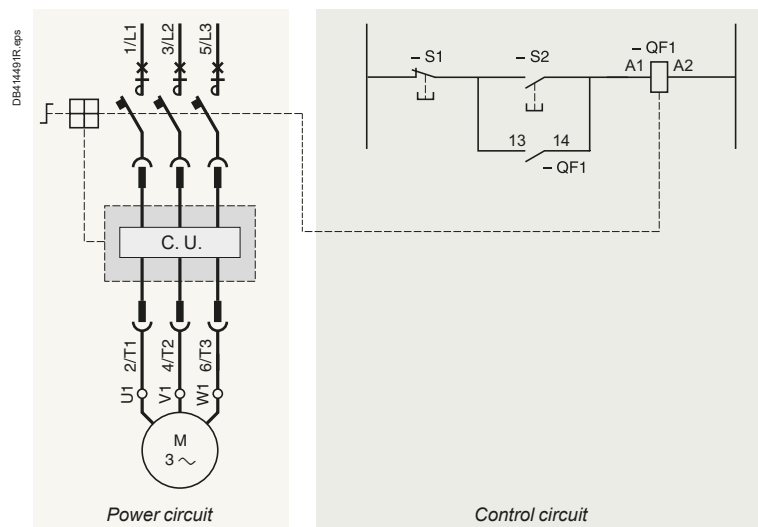 DB414491R.eps
1/L1
3/L2
5/L3
C. U.
2/T1
4/T2
6/T3
U1
V1
W1
M
3 ~
Power circuit
– S1
– S2
– QF1
A1
A2
13
14
– QF1
Control circuit